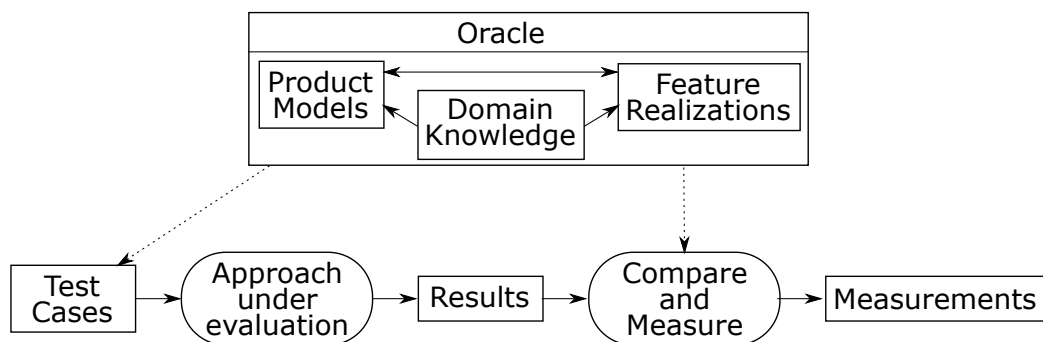 Oracle
Product
Models
Domain
Knowledge
Feature
Realizations
Test
Cases
Approach
under
evaluation
Results
Compare
and
Measure
Measurements